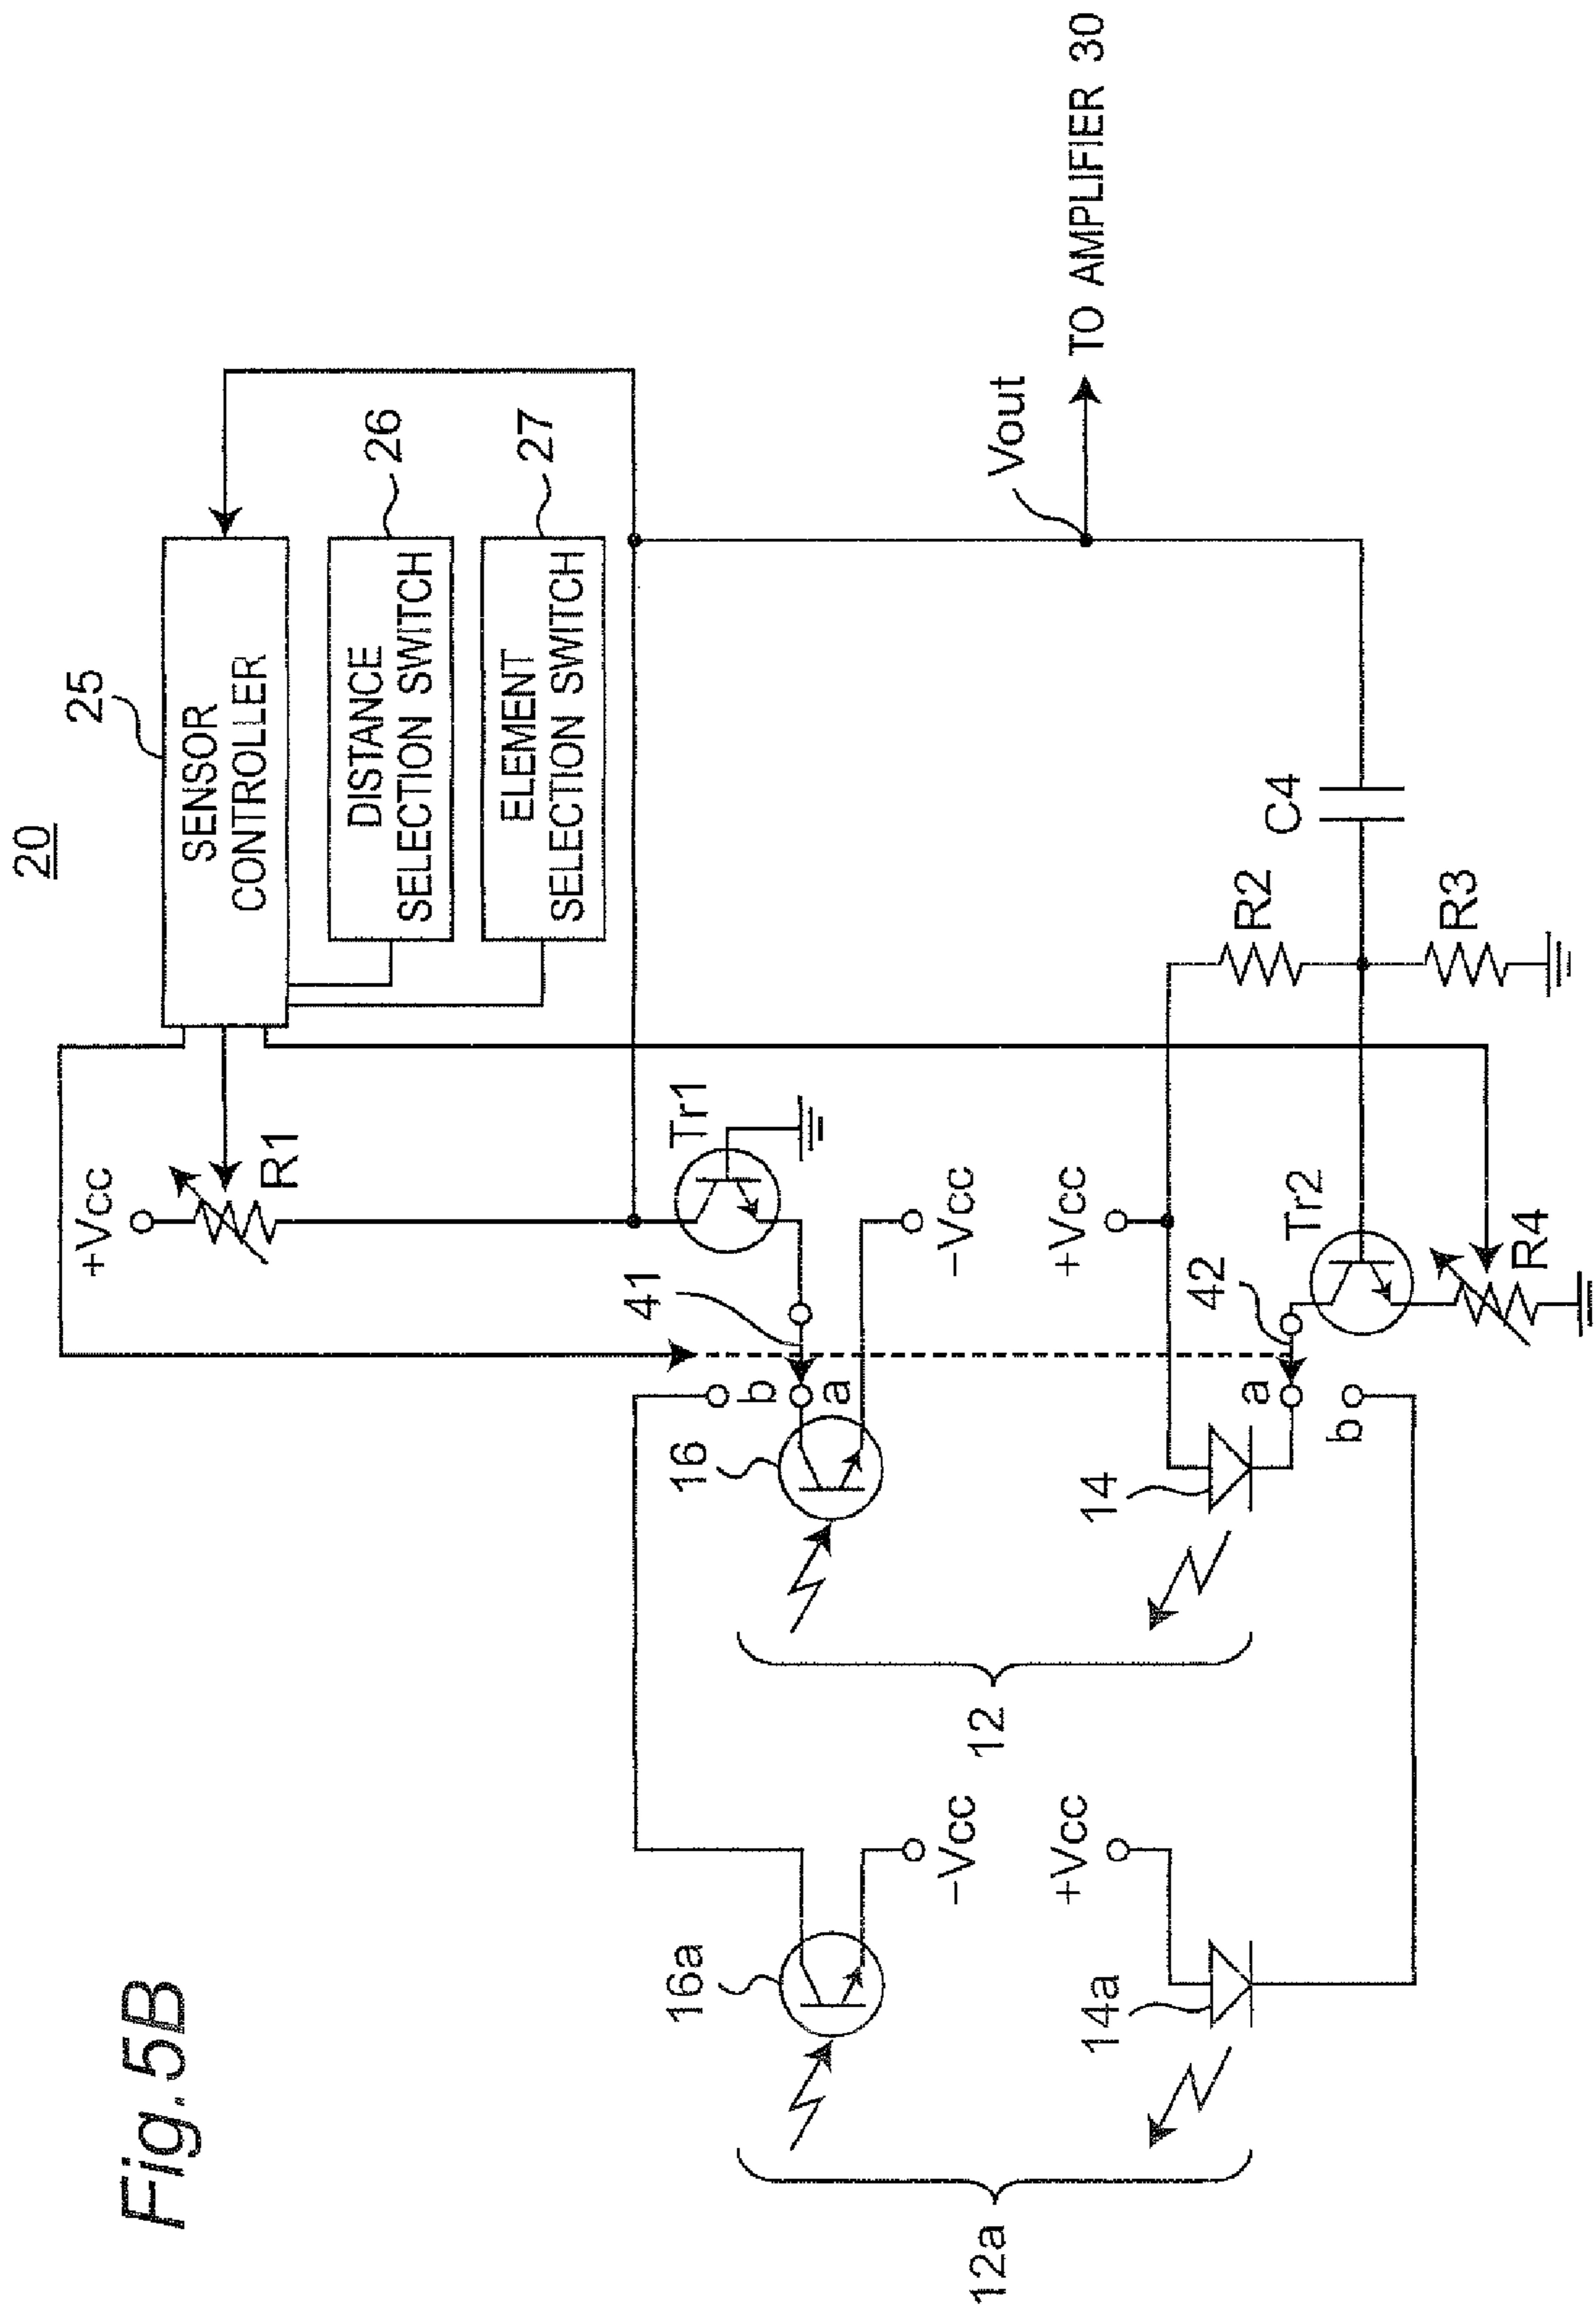 Fig.5B
20
25
SENSOR
CONTROLLER
DISTANCE
SELECTION SWITCH
26
ELEMENT
SELECTION SWITCH
27
+Vcc
R1
Tr1
41
b
a
16
−Vcc
16a
−Vcc
Vout
TO AMPLIFIER 30
+Vcc
+Vcc
14
14a
42
a
b
Tr2
R2
C4
R3
R4
12
12a